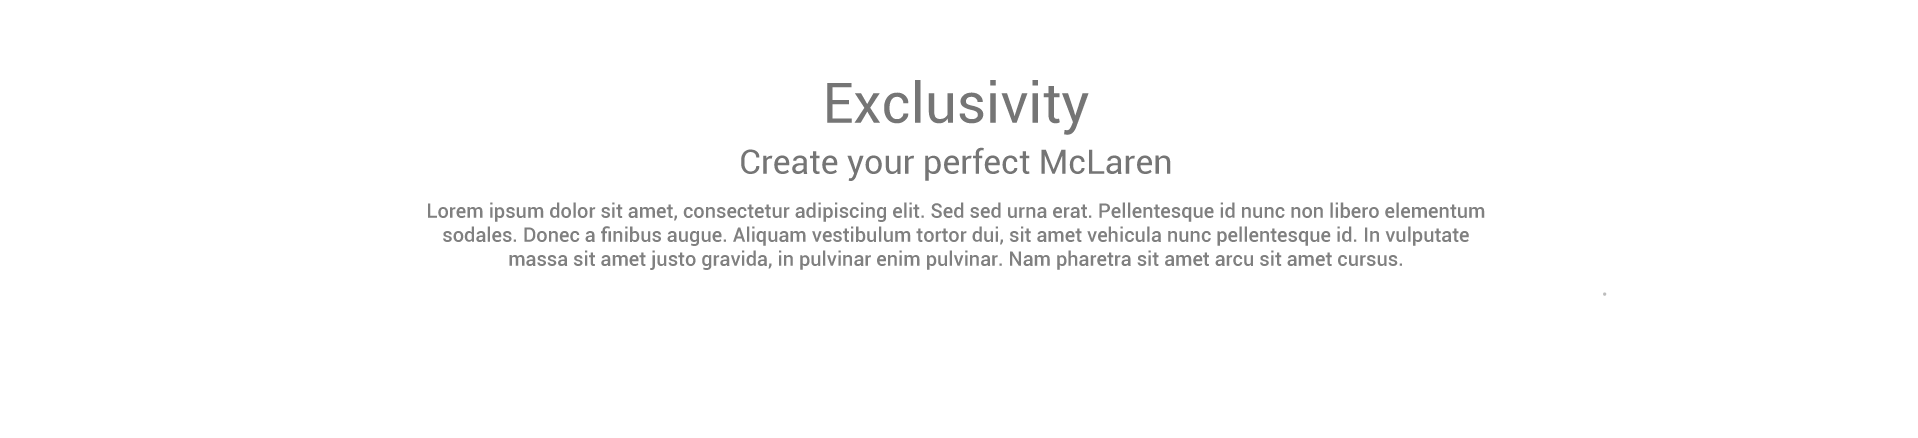 Exclusivity
Create your perfect McLaren
Lorem ipsum dolor sit amet, consectetur adipiscing elit. Sed sed urna erat. Pellentesque id nunc non libero elementum
sodales. Donec a finibus augue. Aliquam vestibulum tortor dui, sit amet vehicula nunc pellentesque id. In vulputate
massa sit amet justo gravida, in pulvinar enim pulvinar. Nam pharetra sit amet arcu sit amet cursus.